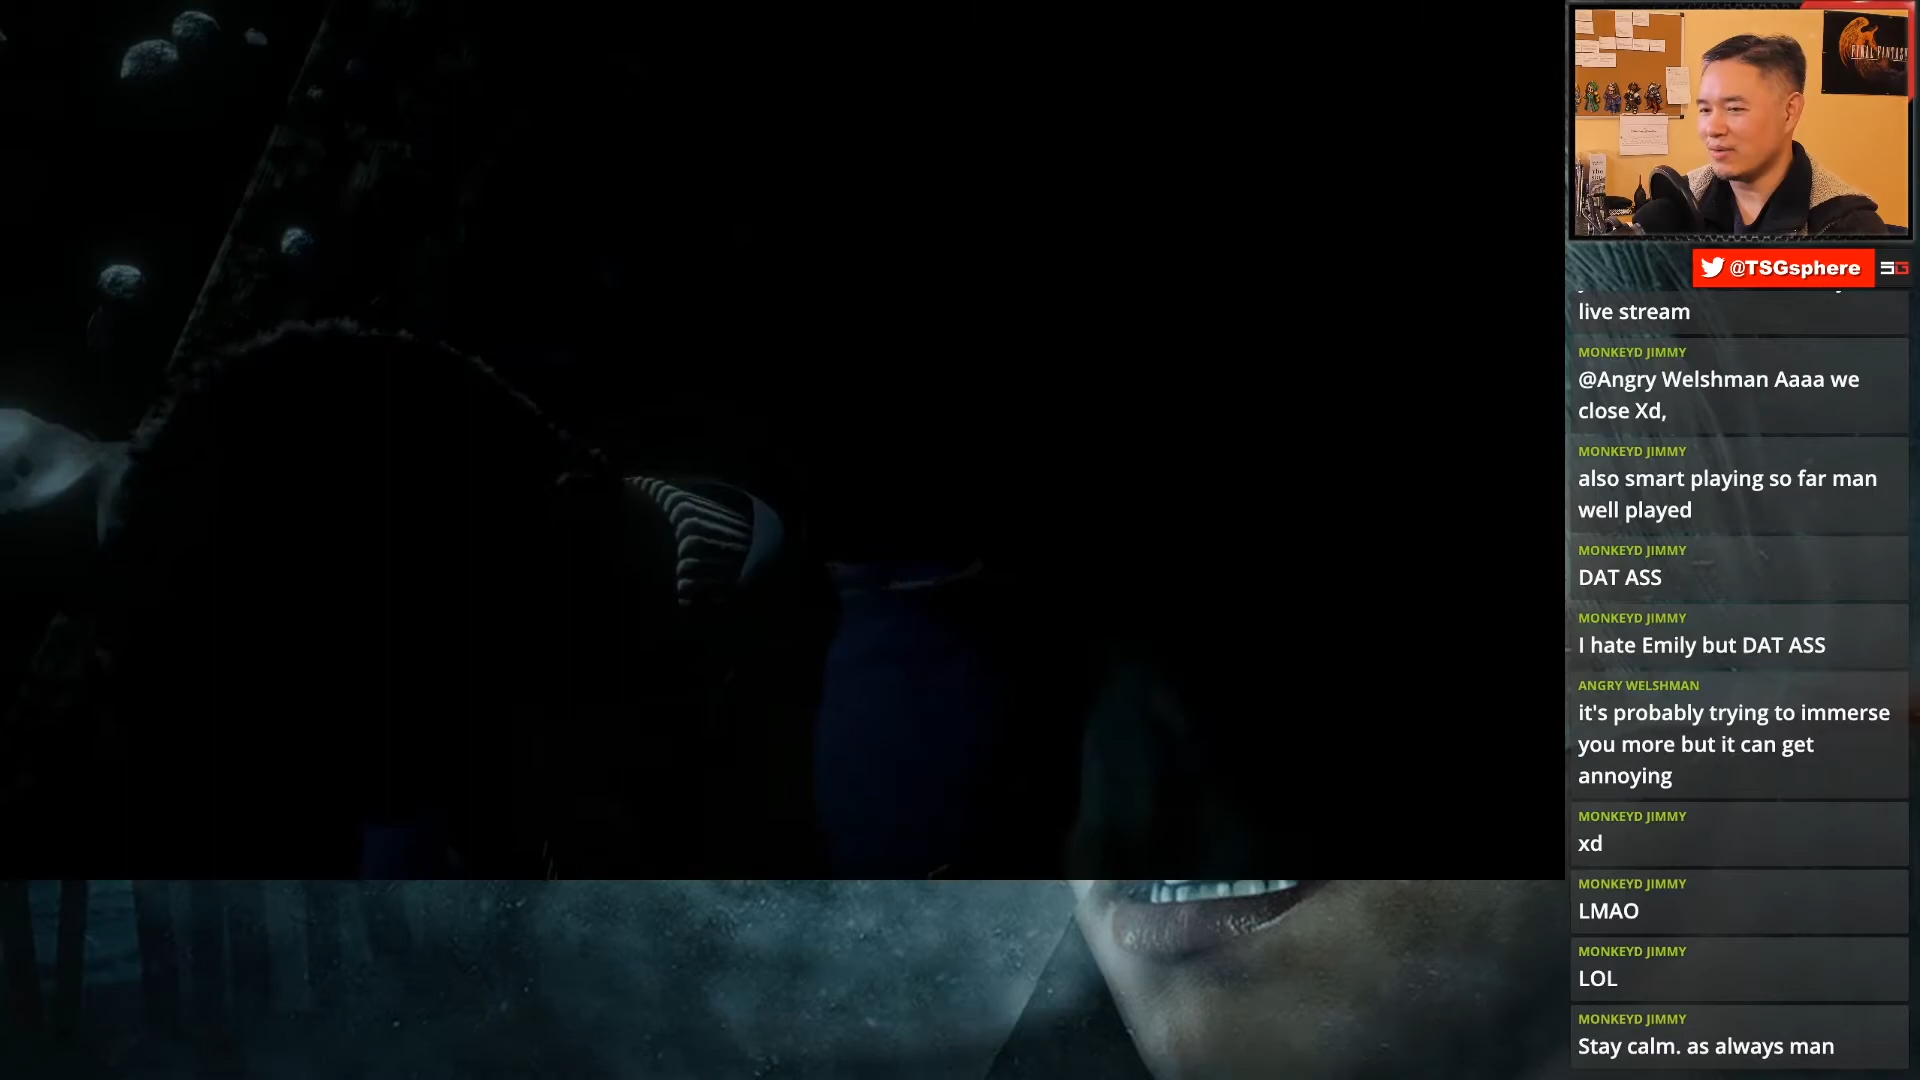 FINAL FANTASY
@TSGsphere SG
live stream
MONKEYD JIMMY
@Angry Welshman Aaaa we
close Xd,
MONKEYD JIMMY
also smart playing so far man
well played
MONKEYD JIMMY
DAT ASS
MONKEYD JIMMY
I hate Emily but DAT ASS
ANGRY WELSHMAN
it's probably trying to immerse
you more but it can get
annoying
MONKEYD JIMMY
xd
MONKEYD JIMMY
LMAO
MONKEYD JIMMY
LOL
MONKEYD JIMMY
Stay calm. as always man